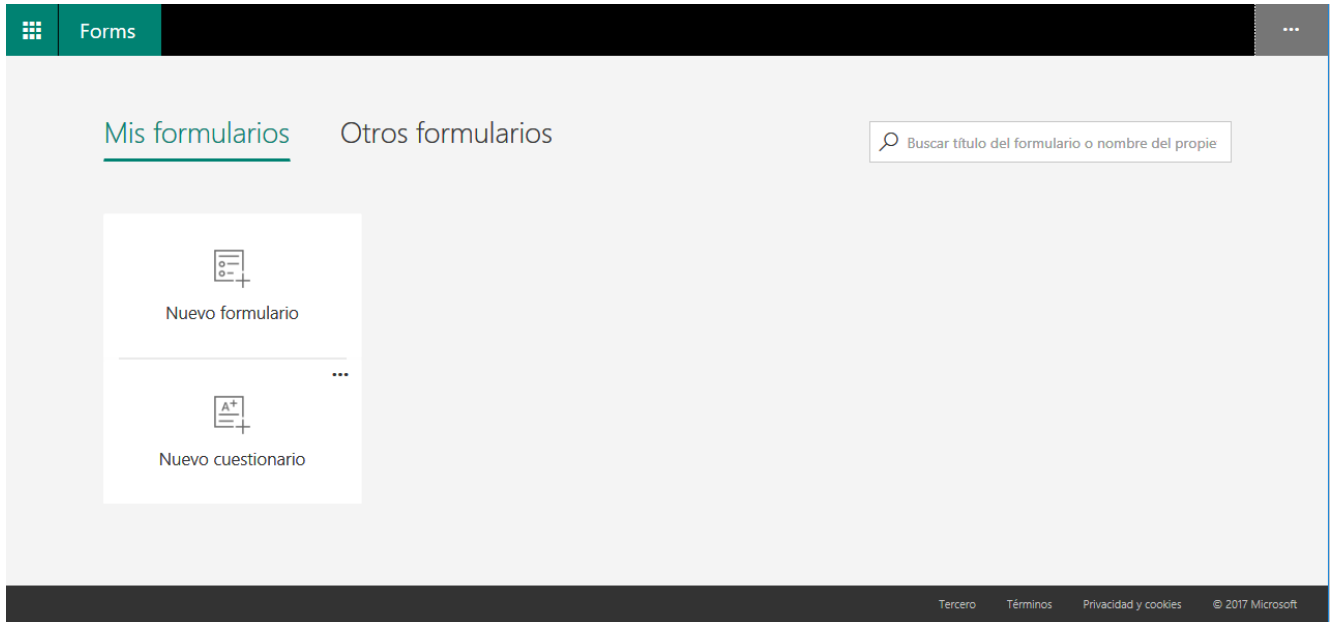 Forms
...
Mis formularios
Otros formularios
Buscar título del formulario o nombre del propie
Nuevo formulario
...
A+
Nuevo cuestionario
Tercero
Términos
Privacidad y cookies
© 2017 Microsoft